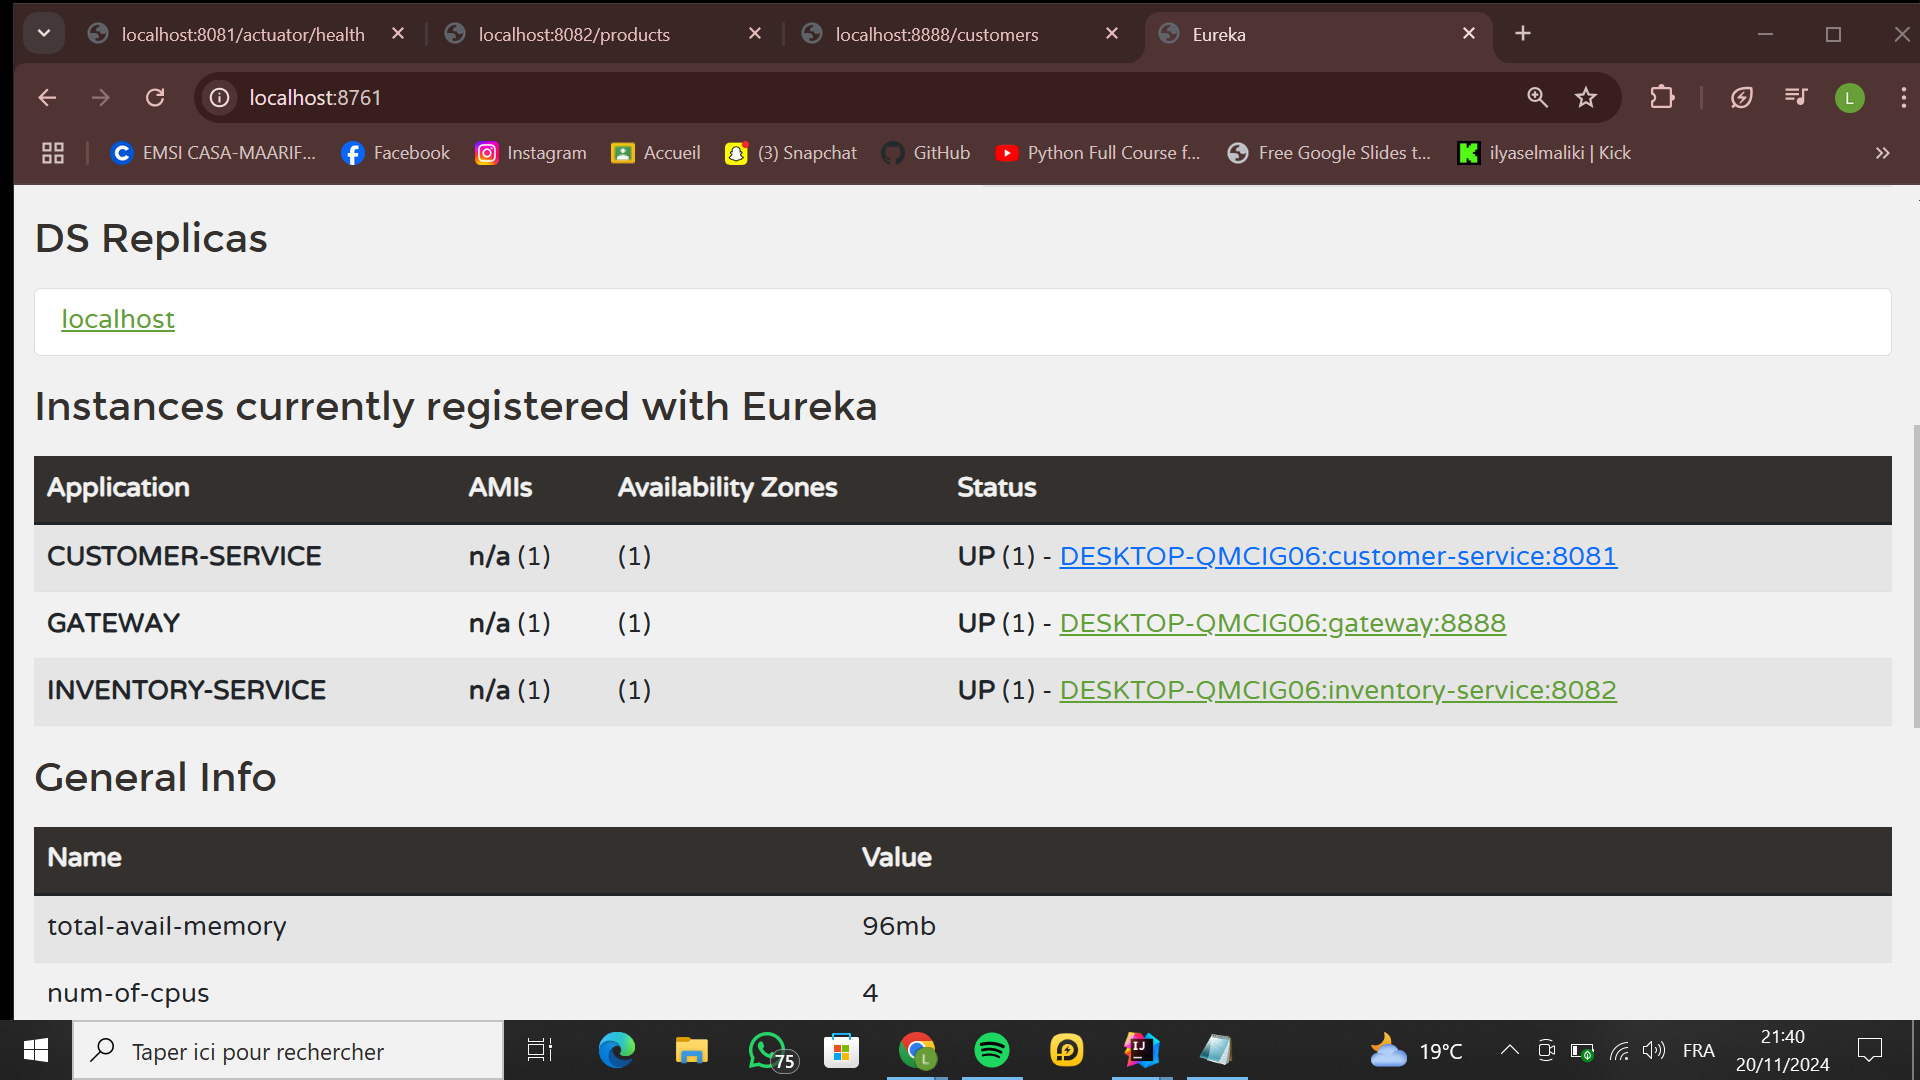 localhost:8081/actuator/health
localhost:8082/products
localhost:8888/customers
Eureka
localhost:8761
L
EMSI CASA-MAARIF...
Facebook
Instagram
Accueil
(3) Snapchat
GitHub
Python Full Course f...
Free Google Slides t...
ilyaselmaliki | Kick
DS Replicas
localhost
Instances currently registered with Eureka
Application AMIs Availability Zones Status
CUSTOMER-SERVICE n/a (1) (1) UP (1) - DESKTOP-QMCIG06:customer-service:8081
GATEWAY n/a (1) (1) UP (1) - DESKTOP-QMCIG06:gateway:8888
INVENTORY-SERVICE n/a (1) (1) UP (1) - DESKTOP-QMCIG06:inventory-service:8082
General Info
Name Value
total-avail-memory 96mb
num-of-cpus 4
Taper ici pour rechercher
75
L
IJ
19°C
FRA
21:40
20/11/2024